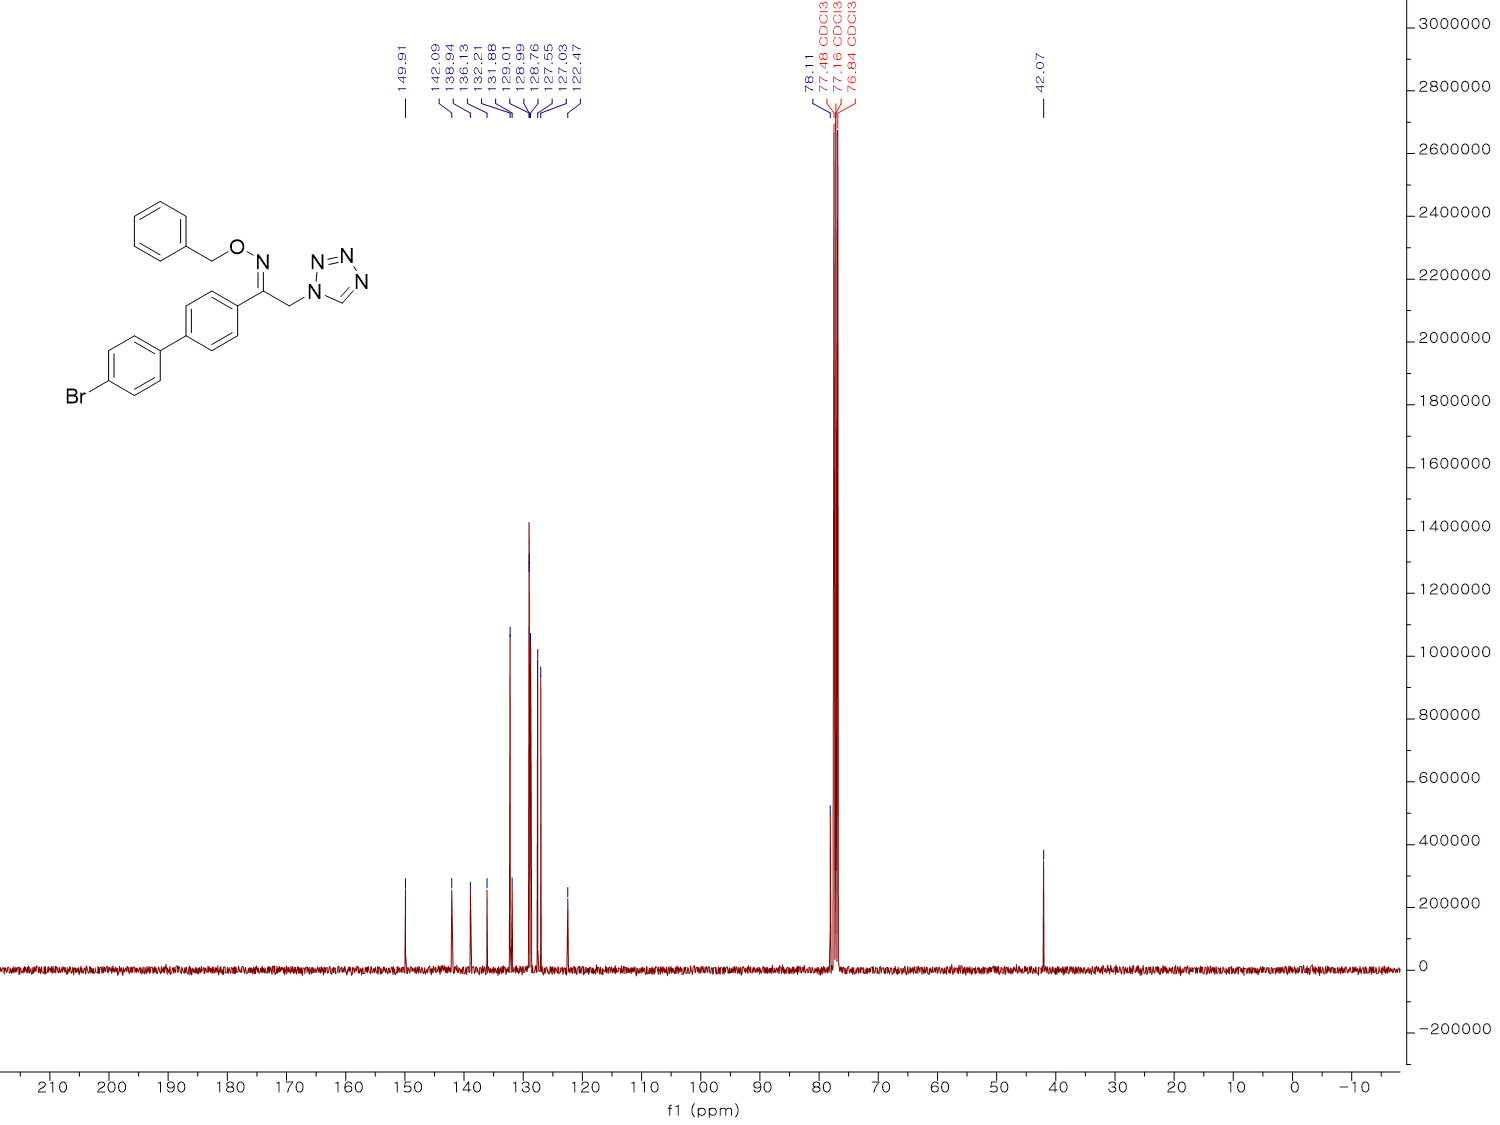 149.91
142.09
138.94
136.13
132.21
131.88
129.01
128.99
128.76
127.55
127.03
122.47
78.11
77.48 CDCl3
77.16 CDCl3
76.84 CDCl3
42.07
3000000
2800000
2600000
2400000
2200000
2000000
1800000
1600000
1400000
1200000
1000000
800000
600000
400000
200000
0
-200000
O
N
N
N
N
N
Br
210 200 190 180 170 160 150 140 130 120 110 100 90 80 70 60 50 40 30 20 10 0 -10
f1 (ppm)